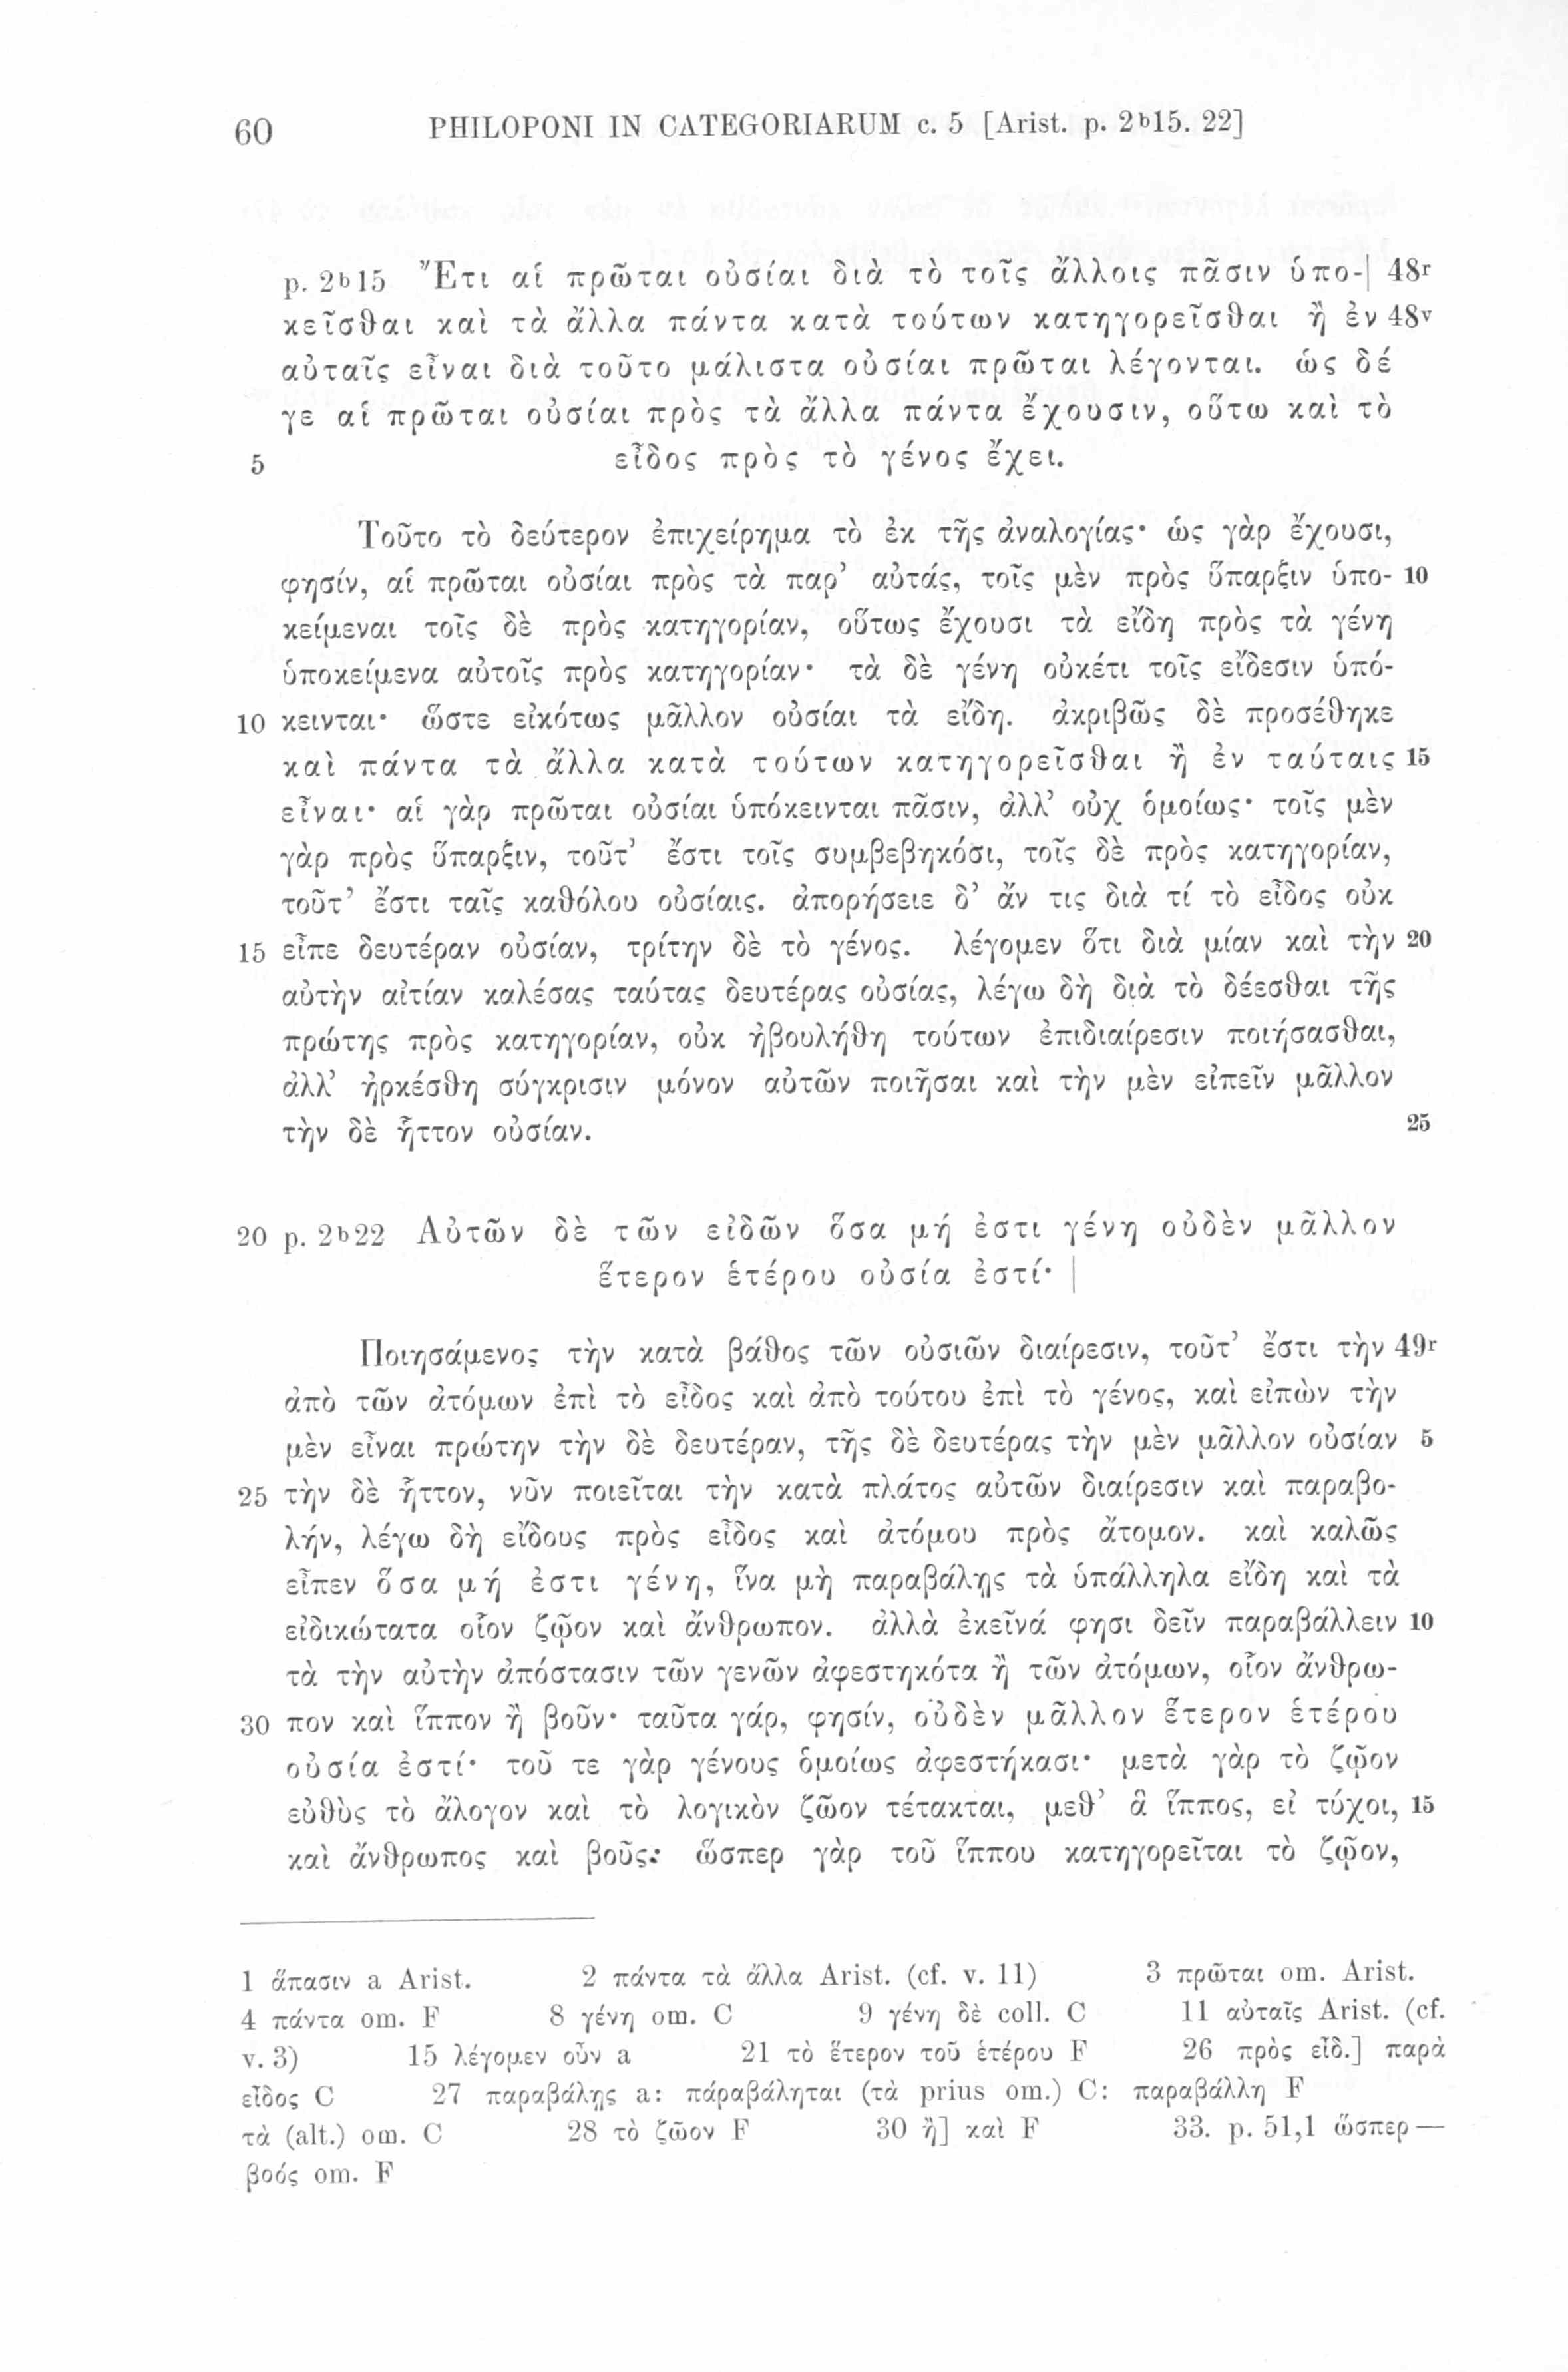 60 PHILOPONI IN CATEGORIARUM c. 5 [Arist. p. 2b15. 22]
p. 2b15 Ἔτι αἱ πρῶται οὐσίαι διὰ τὸ τοῖς ἄλλοις πᾶσιν ὑπο-| 48r
κεῖσθαι καὶ τὰ ἄλλα πάντα κατὰ τούτων κατηγορεῖσθαι ἢ ἐν 48v
αὐταῖς εἶναι διὰ τοῦτο μάλιστα οὐσίαι πρῶται λέγονται. ὡς δέ
γε αἱ πρῶται οὐσίαι πρὸς τὰ ἄλλα πάντα ἔχουσιν, οὕτω καὶ τὸ
5 εἶδος πρὸς τὸ γένος ἔχει.
Τοῦτο τὸ δεύτερον ἐπιχείρημα τὸ ἐκ τῆς ἀναλογίας· ὡς γὰρ ἔχουσι,
φησίν, αἱ πρῶται οὐσίαι πρὸς τὰ παρ’ αὐτάς, τοῖς μὲν πρὸς ὕπαρξιν ὑπο- 10
κείμεναι τοῖς δὲ πρὸς κατηγορίαν, οὕτως ἔχουσι τὰ εἴδη πρὸς τὰ γένη
ὑποκείμενα αὐτοῖς πρὸς κατηγορίαν· τὰ δὲ γένη οὐκέτι τοῖς εἴδεσιν ὑπό-
10 κεινται· ὥστε εἰκότως μᾶλλον οὐσίαι τὰ εἴδη. ἀκριβῶς δὲ προσέθηκε
καὶ πάντα τὰ ἄλλα κατὰ τούτων κατηγορεῖσθαι ἢ ἐν ταύταις 15
εἶναι· αἱ γὰρ πρῶται οὐσίαι ὑπόκεινται πᾶσιν, ἀλλ’ οὐχ ὁμοίως· τοῖς μὲν
γὰρ πρὸς ὕπαρξιν, τοῦτ’ ἔστι τοῖς συμβεβηκόσι, τοῖς δὲ πρὸς κατηγορίαν,
τοῦτ’ ἔστι ταῖς καθόλου οὐσίαις. ἀπορήσειε δ’ ἄν τις διὰ τί τὸ εἶδος οὐκ
15 εἶπε δευτέραν οὐσίαν, τρίτην δὲ τὸ γένος. λέγομεν ὅτι διὰ μίαν καὶ τὴν 20
αὐτὴν αἰτίαν καλέσας ταύτας δευτέρας οὐσίας, λέγω δὴ διὰ τὸ δέεσθαι τῆς
πρώτης πρὸς κατηγορίαν, οὐκ ἠβουλήθη τούτων ἐπιδιαίρεσιν ποιήσασθαι,
ἀλλ’ ἠρκέσθη σύγκρισιν μόνον αὐτῶν ποιῆσαι καὶ τὴν μὲν εἰπεῖν μᾶλλον
τὴν δὲ ἧττον οὐσίαν. 25
20 p. 2b22 Αὐτῶν δὲ τῶν εἰδῶν ὅσα μή ἐστι γένη οὐδὲν μᾶλλον
ἕτερον ἑτέρου οὐσία ἐστί· |
Ποιησάμενος τὴν κατὰ βάθος τῶν οὐσιῶν διαίρεσιν, τοῦτ’ ἔστι τὴν 49r
ἀπὸ τῶν ἀτόμων ἐπὶ τὸ εἶδος καὶ ἀπὸ τούτου ἐπὶ τὸ γένος, καὶ εἰπὼν τὴν
μὲν εἶναι πρώτην τὴν δὲ δευτέραν, τῆς δὲ δευτέρας τὴν μὲν μᾶλλον οὐσίαν 5
25 τὴν δὲ ἧττον, νῦν ποιεῖται τὴν κατὰ πλάτος αὐτῶν διαίρεσιν καὶ παραβο-
λήν, λέγω δὴ εἴδους πρὸς εἶδος καὶ ἀτόμου πρὸς ἄτομον. καὶ καλῶς
εἶπεν ὅσα μή ἐστι γένη, ἵνα μὴ παραβάλῃς τὰ ὑπάλληλα εἴδη καὶ τὰ
εἰδικώτατα οἷον ζῷον καὶ ἄνθρωπον. ἀλλὰ ἐκεῖνά φησι δεῖν παραβάλλειν 10
τὰ τὴν αὐτὴν ἀπόστασιν τῶν γενῶν ἀφεστηκότα ἢ τῶν ἀτόμων, οἷον ἄνθρω-
30 πον καὶ ἵππον ἢ βοῦν· ταῦτα γάρ, φησίν, οὐδὲν μᾶλλον ἕτερον ἑτέρου
οὐσία ἐστί· τοῦ τε γὰρ γένους ὁμοίως ἀφεστήκασι· μετὰ γὰρ τὸ ζῷον
εὐθὺς τὸ ἄλογον καὶ τὸ λογικὸν ζῶον τέτακται, μεθ’ ἃ ἵππος, εἰ τύχοι, 15
καὶ ἄνθρωπος καὶ βοῦς· ὥσπερ γὰρ τοῦ ἵππου κατηγορεῖται τὸ ζῷον,
1 ἅπασιν a Arist. 2 πάντα τὰ ἄλλα Arist. (cf. v. 11) 3 πρῶται om. Arist.
4 πάντα om. F 8 γένη om. C 9 γένη δὲ coll. C 11 αὐταῖς Arist. (cf.
v. 3) 15 λέγομεν οὖν a 21 τὸ ἕτερον τοῦ ἑτέρου F 26 πρὸς εἶδ.] παρὰ
εἶδος C 27 παραβάλῃς a: πάραβάληται (τὰ prius om.) C: παραβάλλη F
τὰ (alt.) om. C 28 τὸ ζῶον F 30 ἢ] καὶ F 33. p. 51,1 ὥσπερ—
βοός om. F